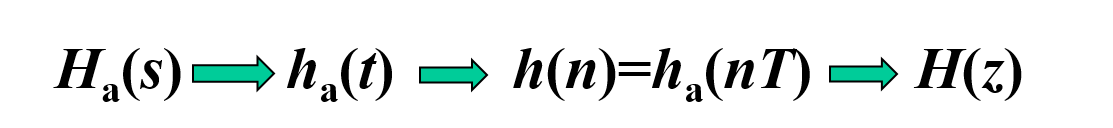 Ha(s) → ha(t) → h(n)=ha(nT) → H(z)